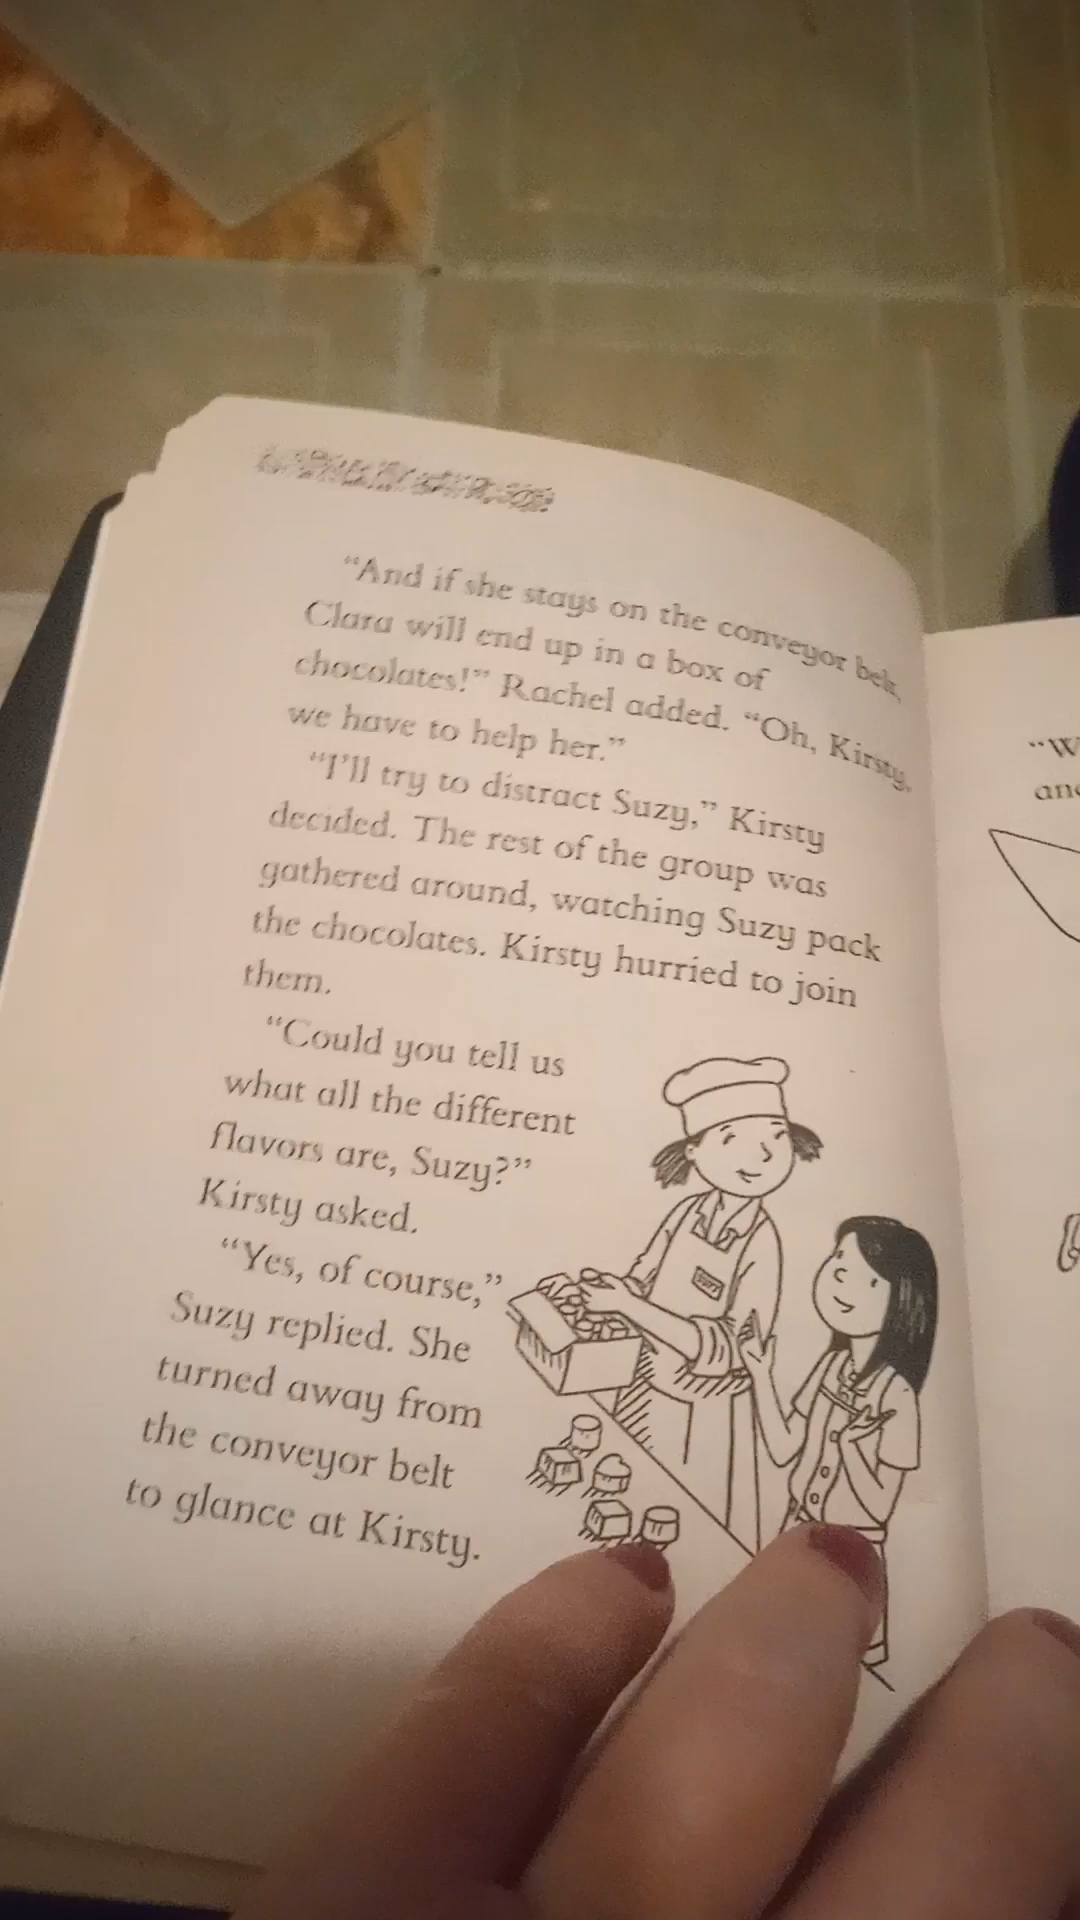 “And if she stays on the conveyor belt,
Clara will end up in a box of
chocolates!” Rachel added. “Oh, Kirsty,
we have to help her.”
“I’ll try to distract Suzy,” Kirsty
decided. The rest of the group was
gathered around, watching Suzy pack
the chocolates. Kirsty hurried to join
them.
“Could you tell us
what all the different
flavors are, Suzy?”
Kirsty asked.
“Yes, of course,”
Suzy replied. She
turned away from
the conveyor belt
to glance at Kirsty.
SUZY